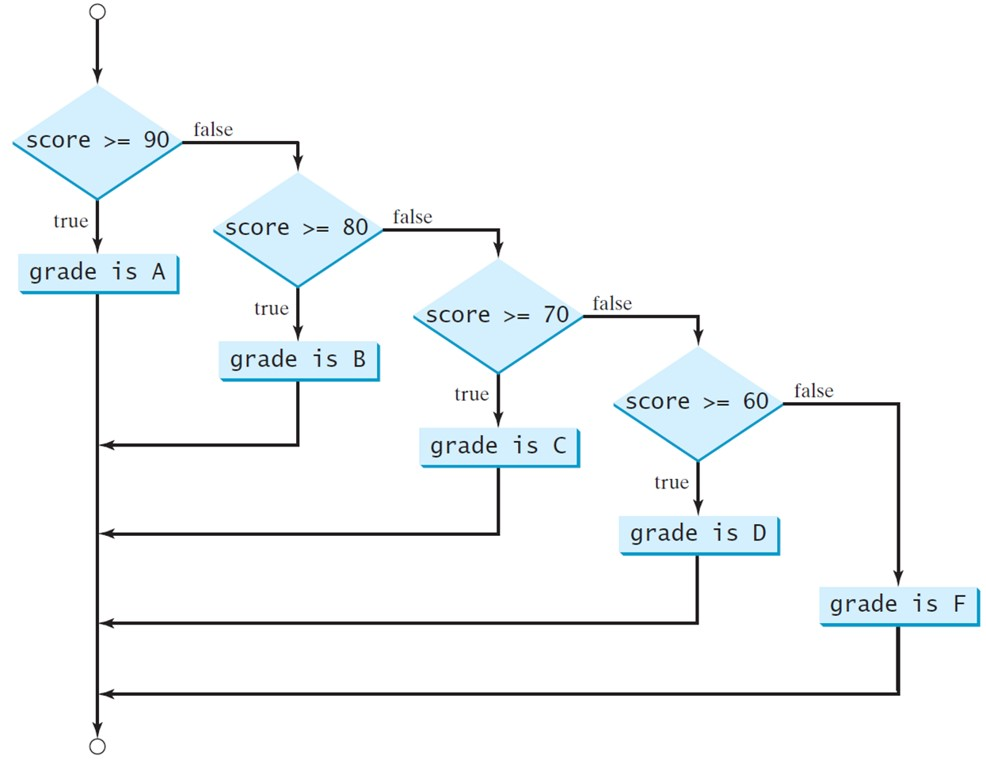 score >= 90
false
true
grade is A
score >= 80
false
true
grade is B
score >= 70
false
true
grade is C
score >= 60
false
true
grade is D
grade is F